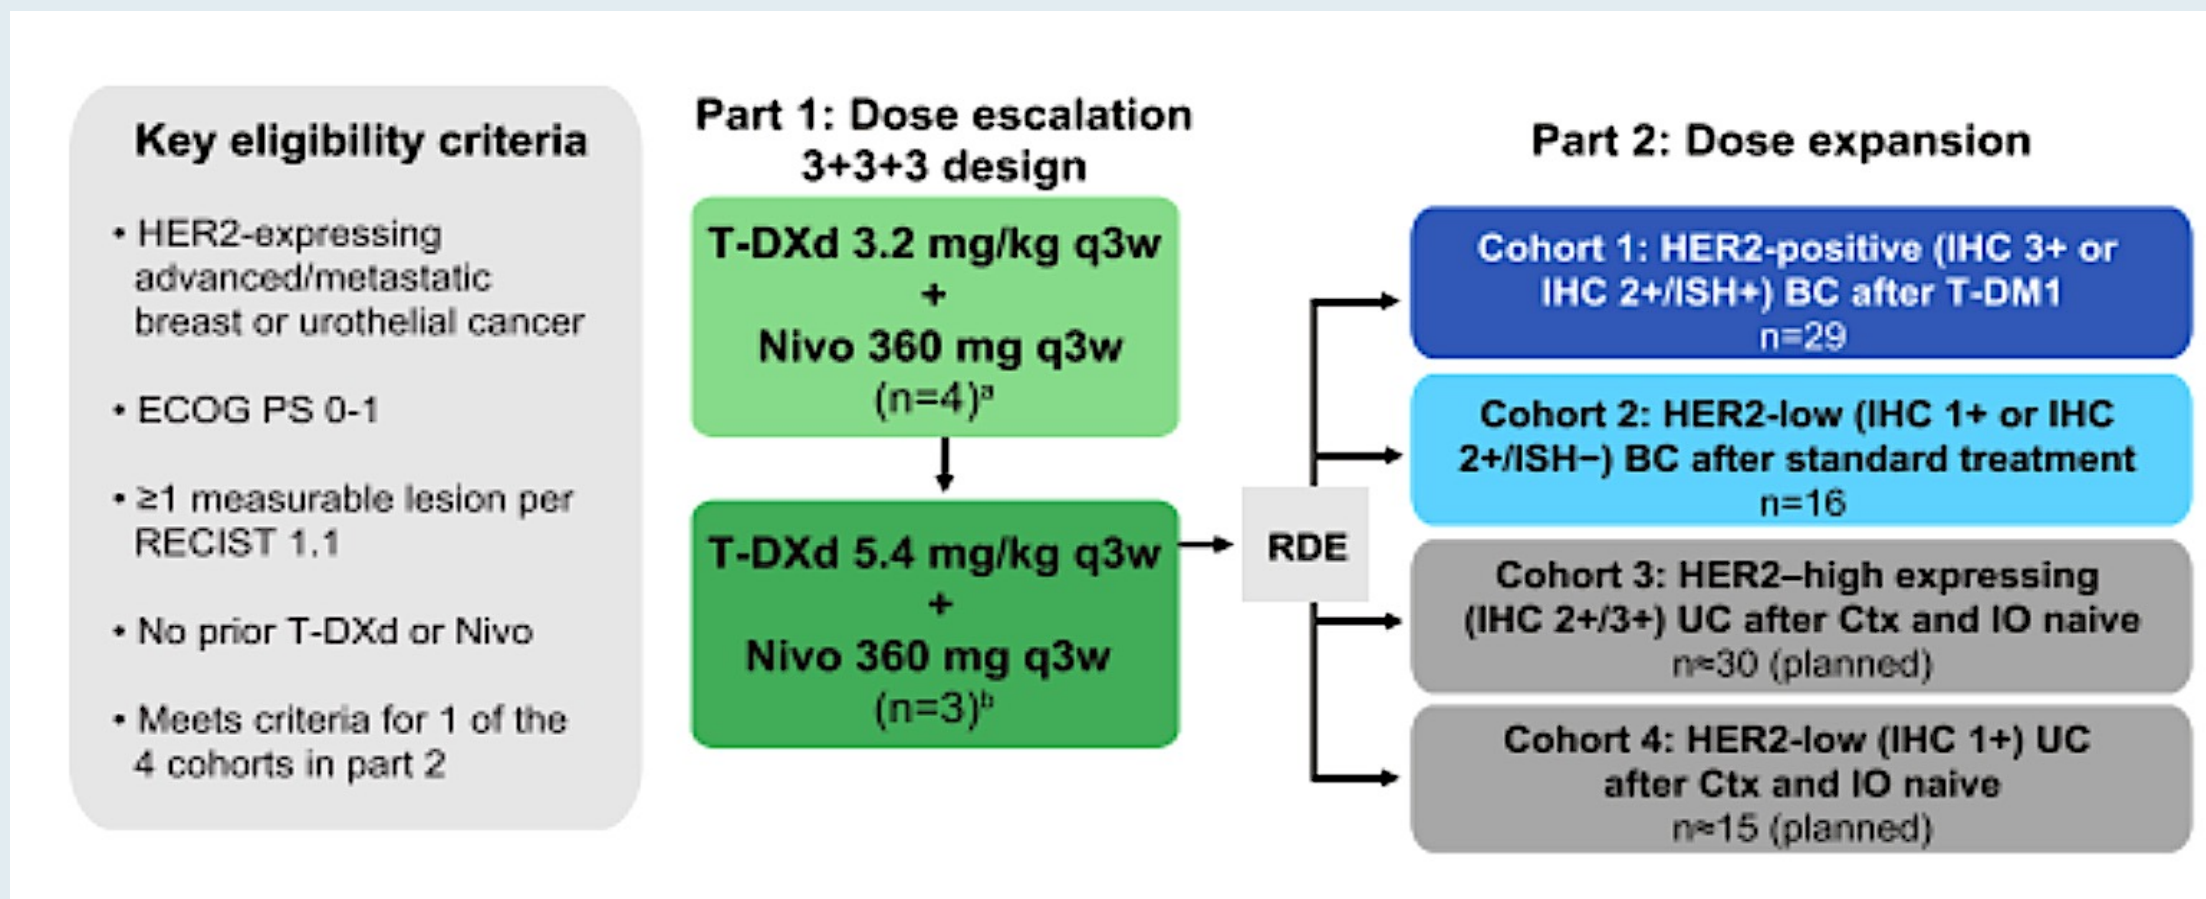 Key eligibility criteria
• HER2-expressing
advanced/metastatic
breast or urothelial cancer
• ECOG PS 0-1
• ≥1 measurable lesion per
RECIST 1.1
• No prior T-DXd or Nivo
• Meets criteria for 1 of the
4 cohorts in part 2
Part 1: Dose escalation
3+3+3 design
T-DXd 3.2 mg/kg q3w
+
Nivo 360 mg q3w
(n=4)ᵃ
T-DXd 5.4 mg/kg q3w
+
Nivo 360 mg q3w
(n=3)ᵇ
RDE
Part 2: Dose expansion
Cohort 1: HER2-positive (IHC 3+ or
IHC 2+/ISH+) BC after T-DM1
n=29
Cohort 2: HER2-low (IHC 1+ or IHC
2+/ISH−) BC after standard treatment
n=16
Cohort 3: HER2–high expressing
(IHC 2+/3+) UC after Ctx and IO naive
n≈30 (planned)
Cohort 4: HER2-low (IHC 1+) UC
after Ctx and IO naive
n≈15 (planned)